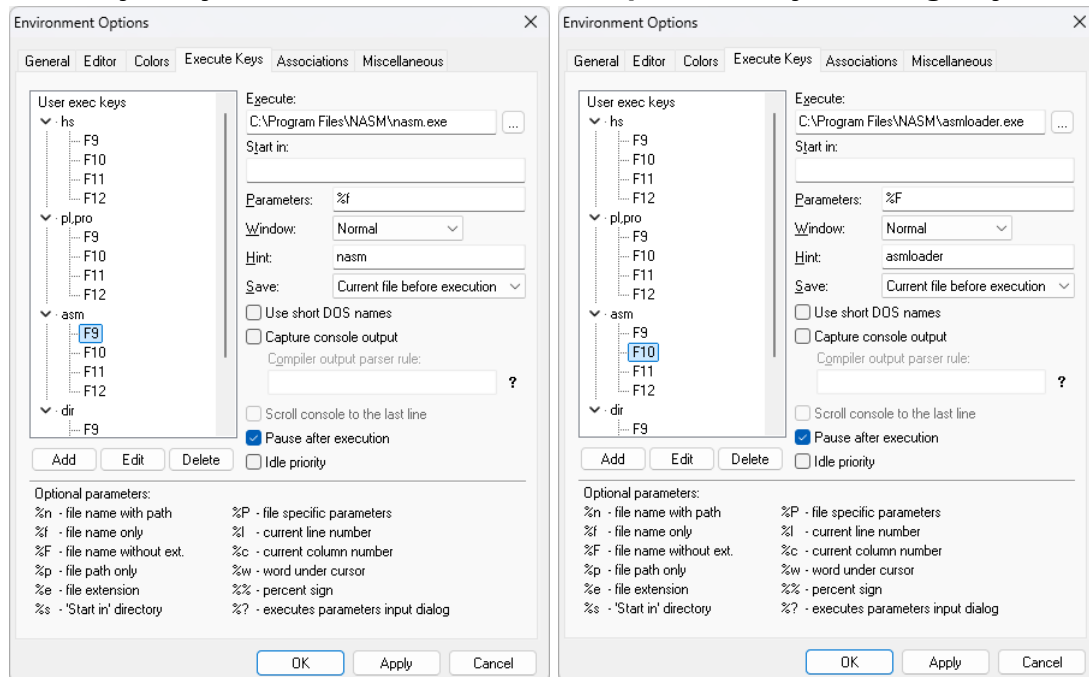 Environment Options
General Editor Colors Execute Keys Associations Miscellaneous
User exec keys
hs
F9
F10
F11
F12
pl,pro
F9
F10
F11
F12
asm
F9
F10
F11
F12
dir
F9
Add Edit Delete
Execute:
C:\Program Files\NASM\nasm.exe ...
Start in:
Parameters: %f
Window: Normal
Hint: nasm
Save: Current file before execution
Use short DOS names
Capture console output
Compiler output parser rule:
?
Scroll console to the last line
Pause after execution
Idle priority
Optional parameters:
%n - file name with path %P - file specific parameters
%f - file name only %l - current line number
%F - file name without ext. %c - current column number
%p - file path only %w - word under cursor
%e - file extension %% - percent sign
%s - 'Start in' directory %? - executes parameters input dialog
OK Apply Cancel
Environment Options
General Editor Colors Execute Keys Associations Miscellaneous
User exec keys
hs
F9
F10
F11
F12
pl,pro
F9
F10
F11
F12
asm
F9
F10
F11
F12
dir
F9
Add Edit Delete
Execute:
C:\Program Files\NASM\asmloader.exe ...
Start in:
Parameters: %F
Window: Normal
Hint: asmloader
Save: Current file before execution
Use short DOS names
Capture console output
Compiler output parser rule:
?
Scroll console to the last line
Pause after execution
Idle priority
Optional parameters:
%n - file name with path %P - file specific parameters
%f - file name only %l - current line number
%F - file name without ext. %c - current column number
%p - file path only %w - word under cursor
%e - file extension %% - percent sign
%s - 'Start in' directory %? - executes parameters input dialog
OK Apply Cancel